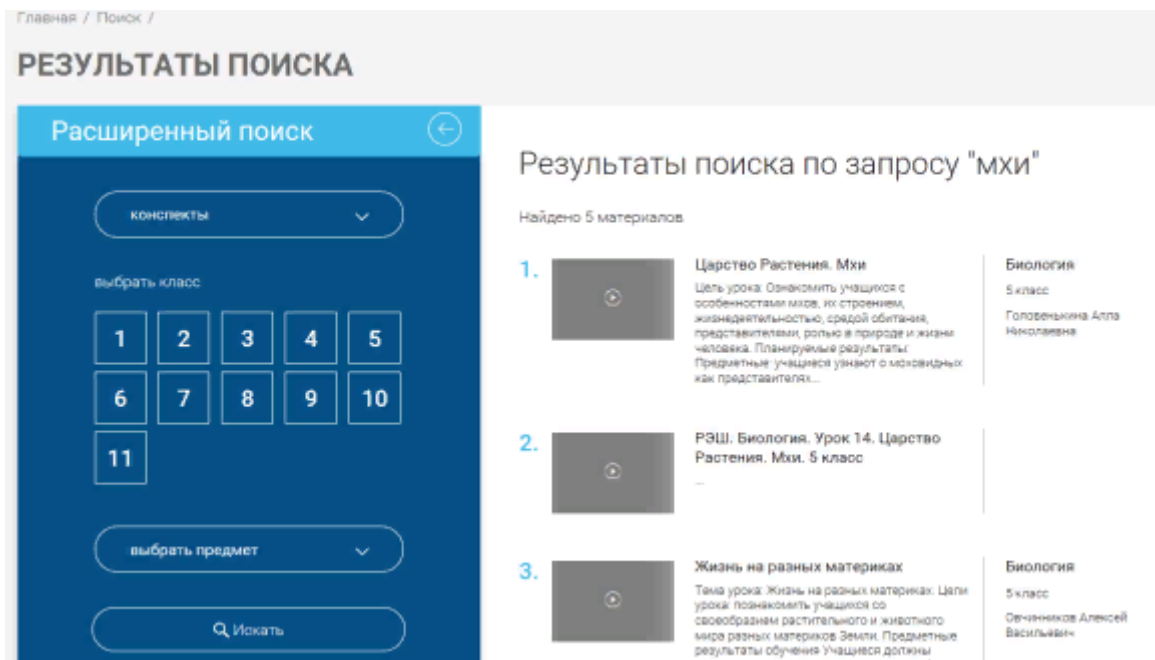 Главная / Поиск /
РЕЗУЛЬТАТЫ ПОИСКА
Расширенный поиск
конспекты
выбрать класс
1 2 3 4 5
6 7 8 9 10
11
выбрать предмет
Искать
Результаты поиска по запросу "мхи"
Найдено 5 материалов
1.
Царство Растения. Мхи
Цель урока: Ознакомить учащихся с
особенностями мхов, их строением,
жизнедеятельностью, средой обитания,
представителями, ролью в природе и жизни
человека. Планируемые результаты:
Предметные: учащиеся узнают о моховидных
как представителях...
Биология
5 класс
Головенькина Алла
Николаевна
2.
РЭШ. Биология. Урок 14. Царство
Растения. Мхи. 5 класс
...
3.
Жизнь на разных материках
Тема урока: Жизнь на разных материках. Цели
урока: познакомить учащихся со
своеобразием растительного и животного
мира разных материков Земли. Предметные
результаты обучения Учащиеся должны
Биология
5 класс
Овчинников Алексей
Васильевич